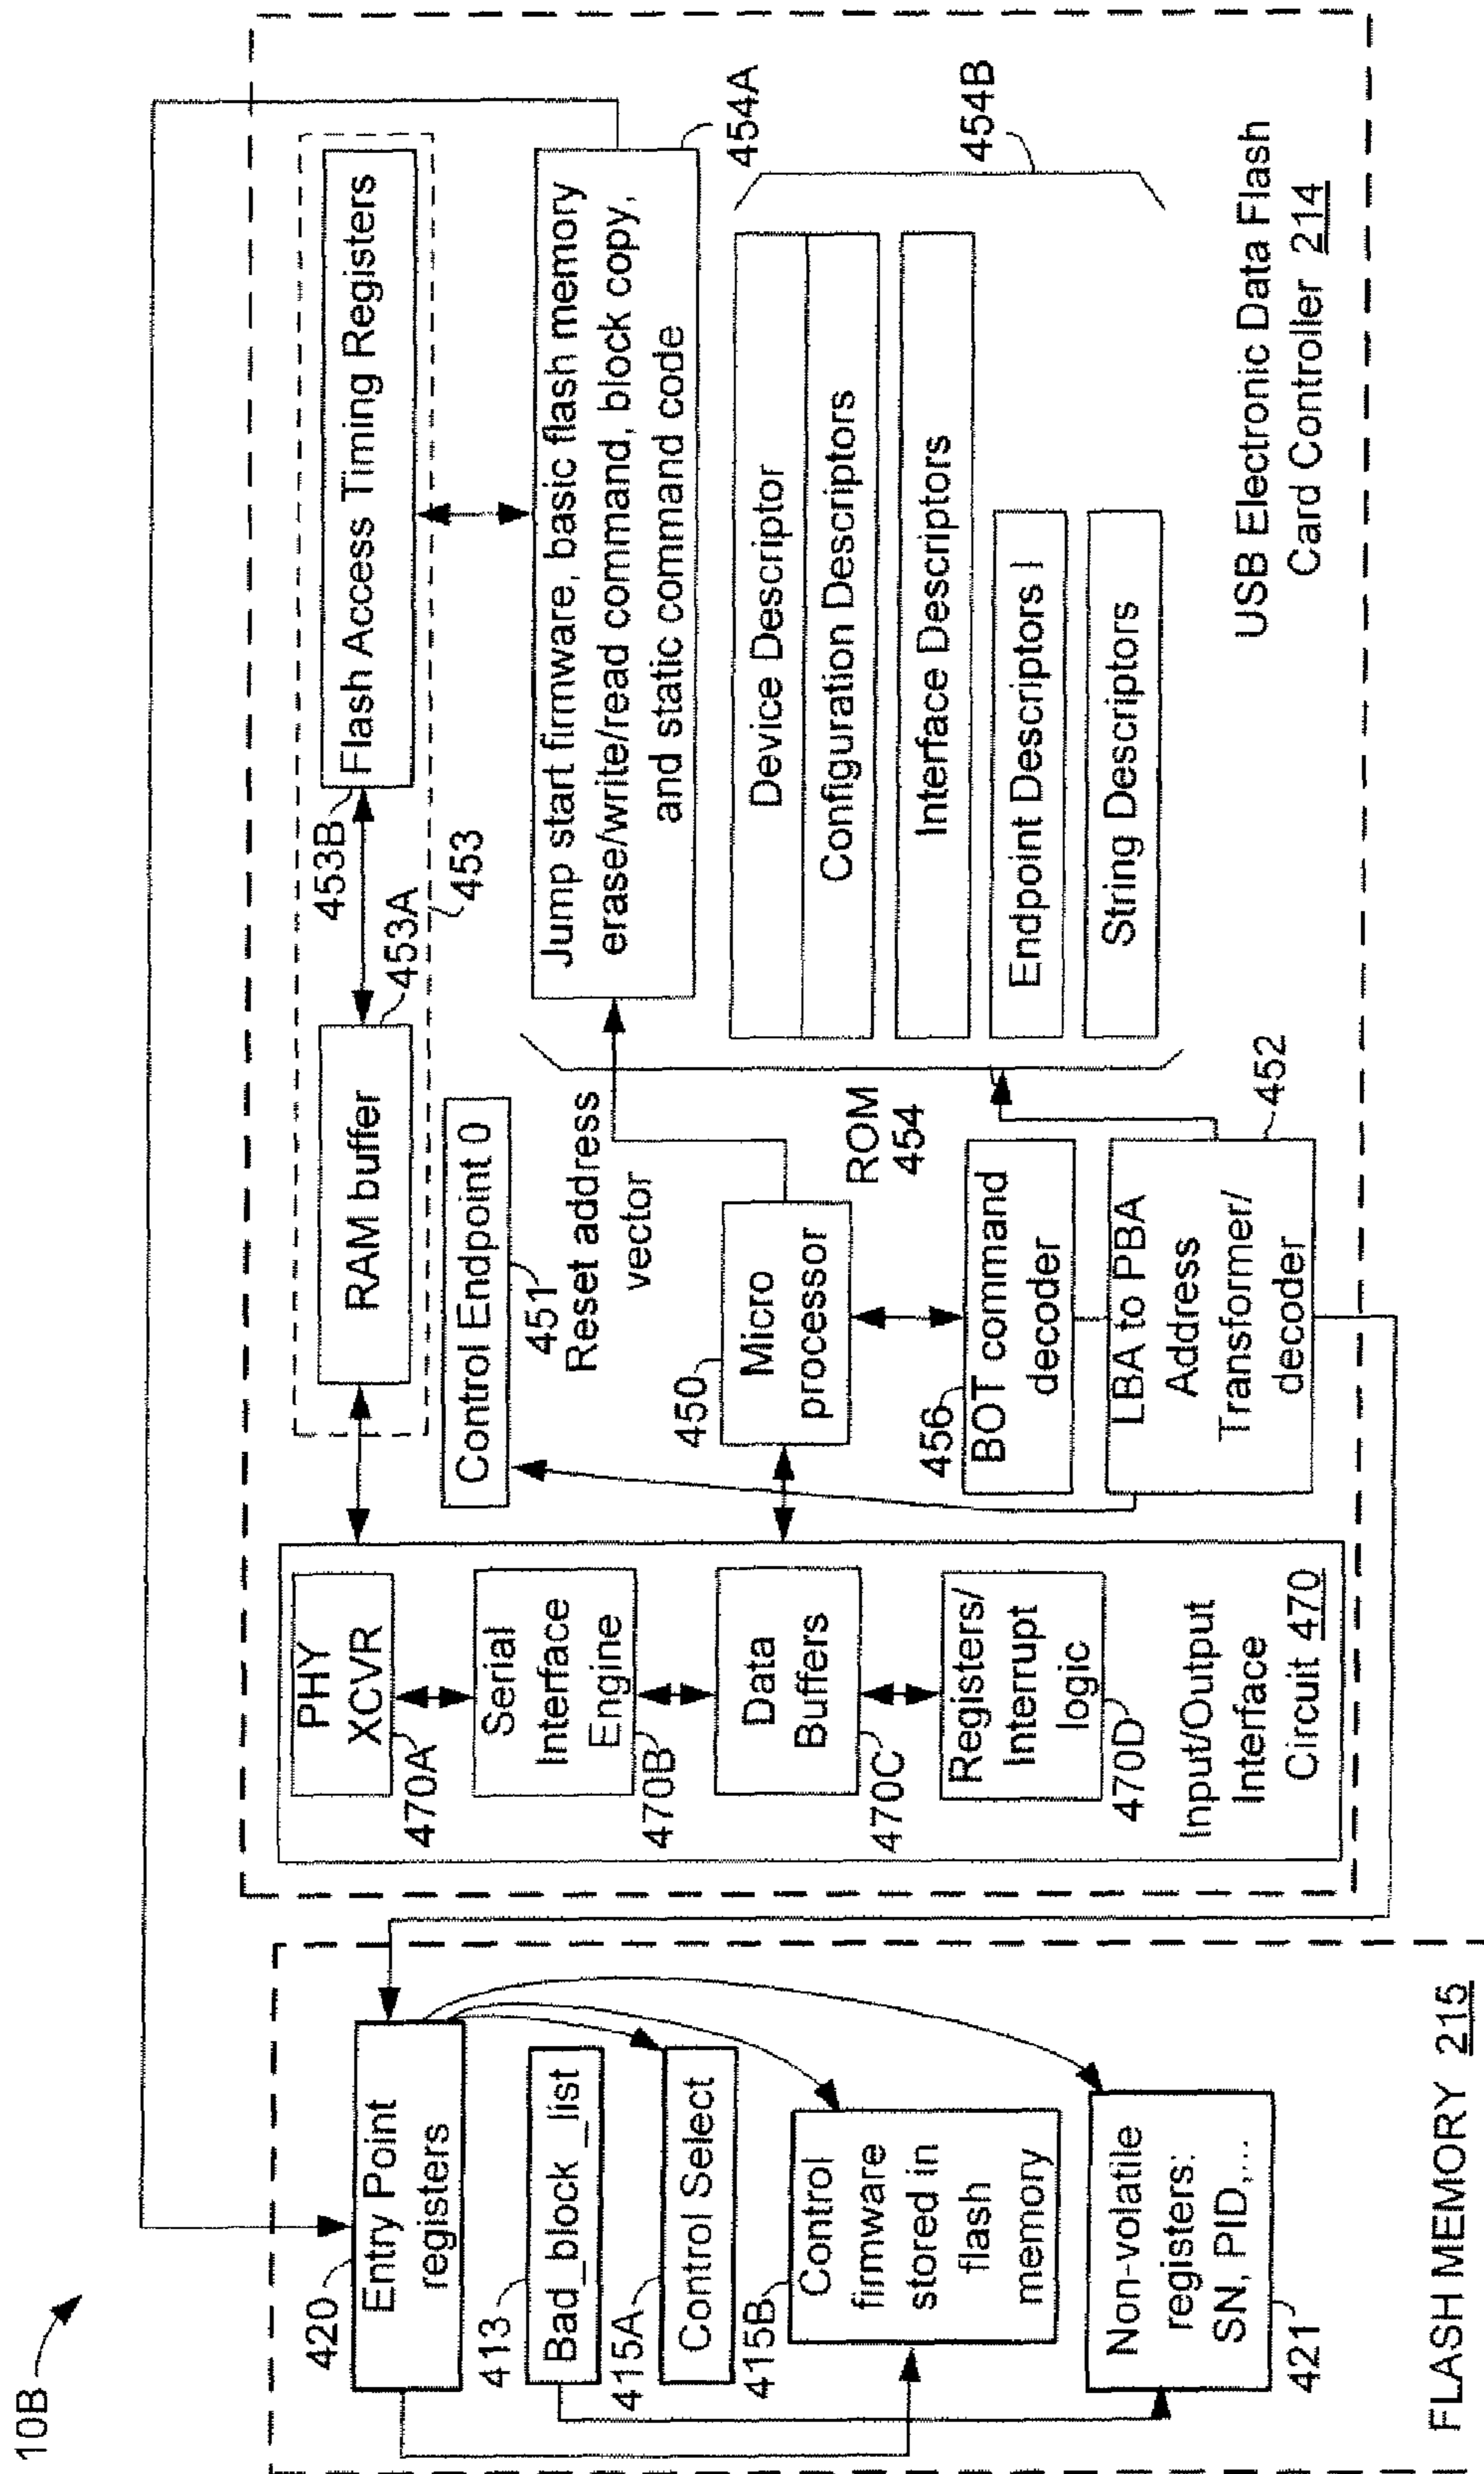 10B
420
Entry Point
registers
413
Bad_block _list
415A
Control Select
415B
Control
firmware
stored in
flash
memory
Non-volatile
registers:
SN, PID,...
421
FLASH MEMORY 215
PHY
XCVR
470A
Serial
Interface
Engine
470B
Data
Buffers
470C
Registers/
Interrupt
logic
470D
Input/Output
Interface
Circuit 470
RAM buffer
453A
453B
Flash Access Timing Registers
453
Control Endpoint 0
451
Reset address
vector
450
Micro
processor
456
BOT command
decoder
LBA to PBA
Address
Transformer/
decoder
452
ROM
454
Jump start firmware, basic flash memory
erase/write/read command, block copy,
and static command code
454A
Device Descriptor
Configuration Descriptors
Interface Descriptors
Endpoint Descriptors l
String Descriptors
454B
USB Electronic Data Flash
Card Controller 214